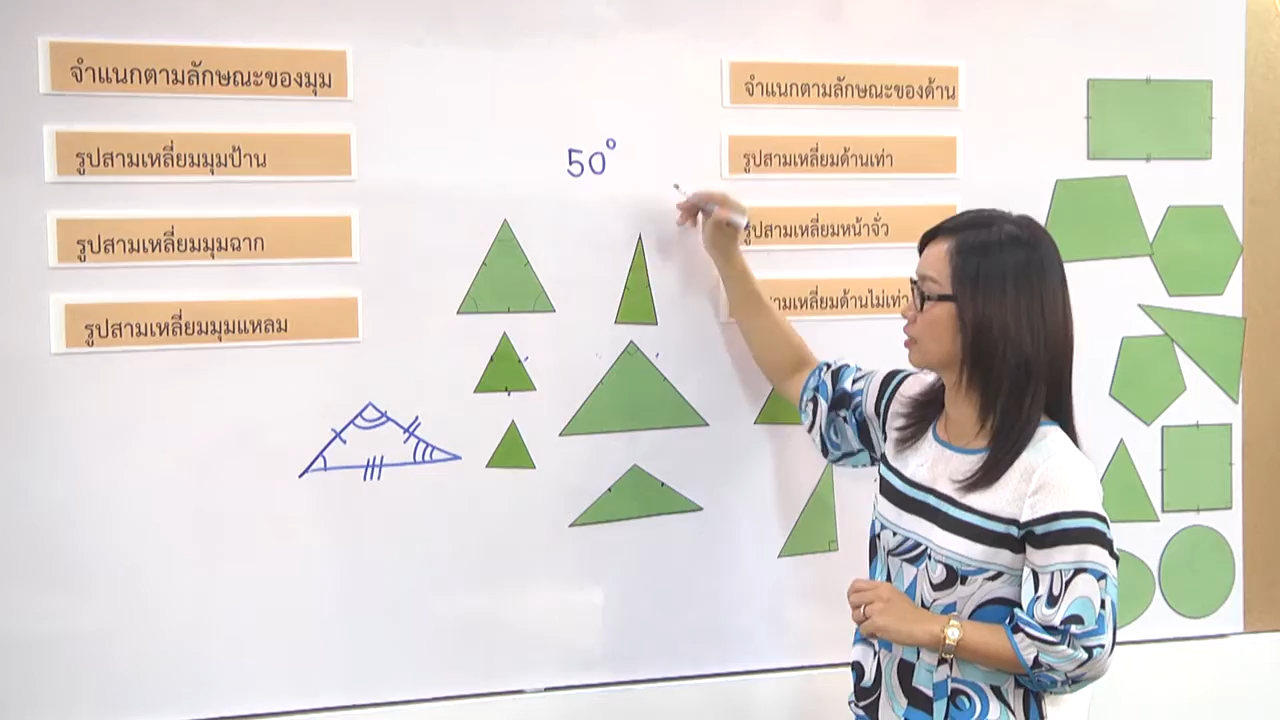 จำแนกตามลักษณะของมุม
รูปสามเหลี่ยมมุมป้าน
รูปสามเหลี่ยมมุมฉาก
รูปสามเหลี่ยมมุมแหลม
50°
จำแนกตามลักษณะของด้าน
รูปสามเหลี่ยมด้านเท่า
รูปสามเหลี่ยมหน้าจั่ว
สามเหลี่ยมด้านไม่เท่า